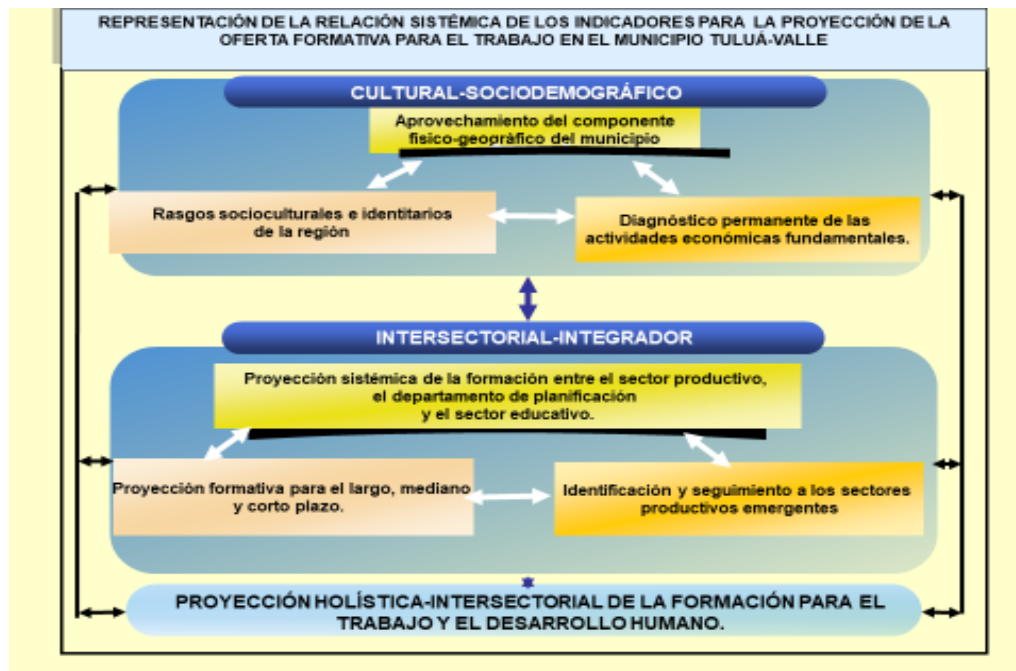 REPRESENTACIÓN DE LA RELACIÓN SISTÉMICA DE LOS INDICADORES PARA LA PROYECCIÓN DE LA
OFERTA FORMATIVA PARA EL TRABAJO EN EL MUNICIPIO TULUÁ-VALLE
CULTURAL-SOCIODEMOGRÁFICO
Aprovechamiento del componente
físico-geográfico del municipio
Rasgos socioculturales e identitarios
de la región
Diagnóstico permanente de las
actividades económicas fundamentales.
INTERSECTORIAL-INTEGRADOR
Proyección sistémica de la formación entre el sector productivo,
el departamento de planificación
y el sector educativo.
Proyección formativa para el largo, mediano
y corto plazo.
Identificación y seguimiento a los sectores
productivos emergentes
PROYECCIÓN HOLÍSTICA-INTERSECTORIAL DE LA FORMACIÓN PARA EL
TRABAJO Y EL DESARROLLO HUMANO.